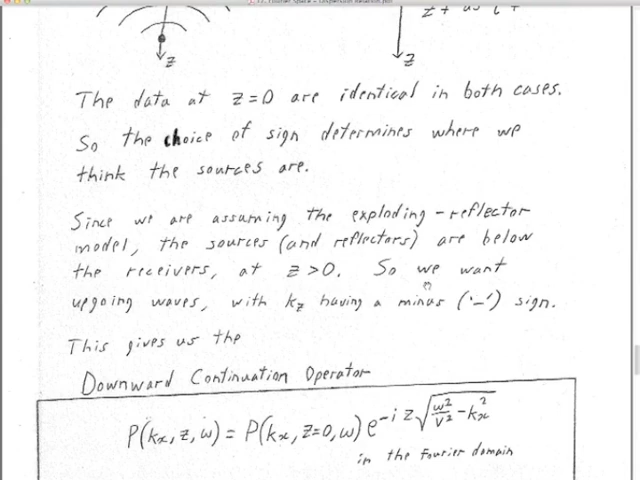 z
z
The data at z=0 are identical in both cases.
So the choice of sign determines where we
think the sources are.
Since we are assuming the exploding-reflector
model, the sources (and reflectors) are below
the receivers, at z>0. So we want
upgoing waves, with kz having a minus ('-') sign.
This gives us the
Downward Continuation Operator
P(kx, z, ω) = P(kx, z=0, ω) e^{-i z √(ω²/v² - kx²)}
in the fourier domain